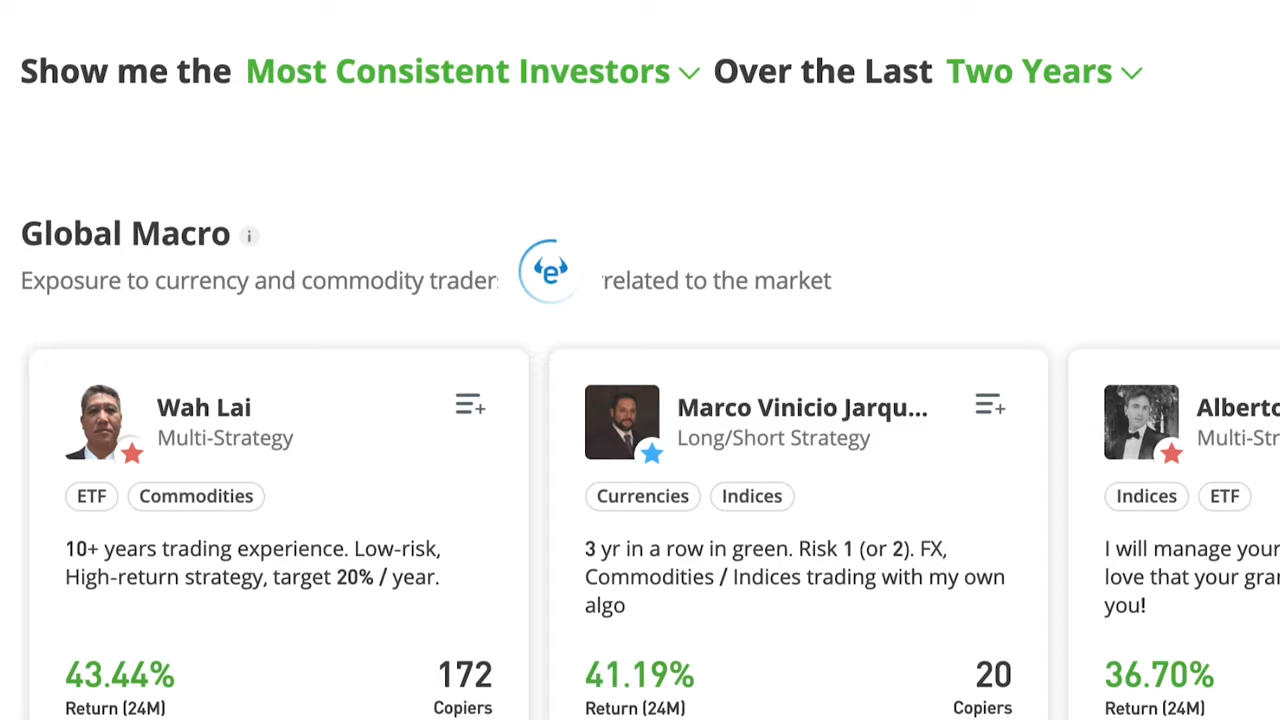 Show me the Most Consistent Investors Over the Last Two Years
Global Macro i
Exposure to currency and commodity trader related to the market
e
Wah Lai
Multi-Strategy
ETF Commodities
10+ years trading experience. Low-risk,
High-return strategy, target 20% / year.
43.44% 172
Return (24M) Copiers
Marco Vinicio Jarqu...
Long/Short Strategy
Currencies Indices
3 yr in a row in green. Risk 1 (or 2). FX,
Commodities / Indices trading with my own
algo
41.19% 20
Return (24M) Copiers
Alberto
Multi-Str
Indices ETF
I will manage your
love that your gran
you!
36.70%
Return (24M)